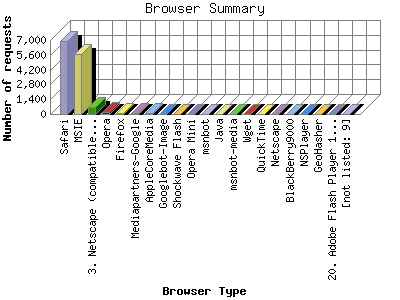 Browser Summary
Number of requests
7,000
5,600
4,200
2,800
1,400
0
Safari
MSIE
3. Netscape (compatible...
Opera
Firefox
Mediapartners-Google
AppleCoreMedia
Googlebot-Image
Shockwave Flash
Opera Mini
msnbot
Java
msnbot-media
Wget
QuickTime
Netscape
BlackBerry9000
NSPlayer
GeoHasher
20. Adobe Flash Player 1...
[not listed: 9]
Browser Type